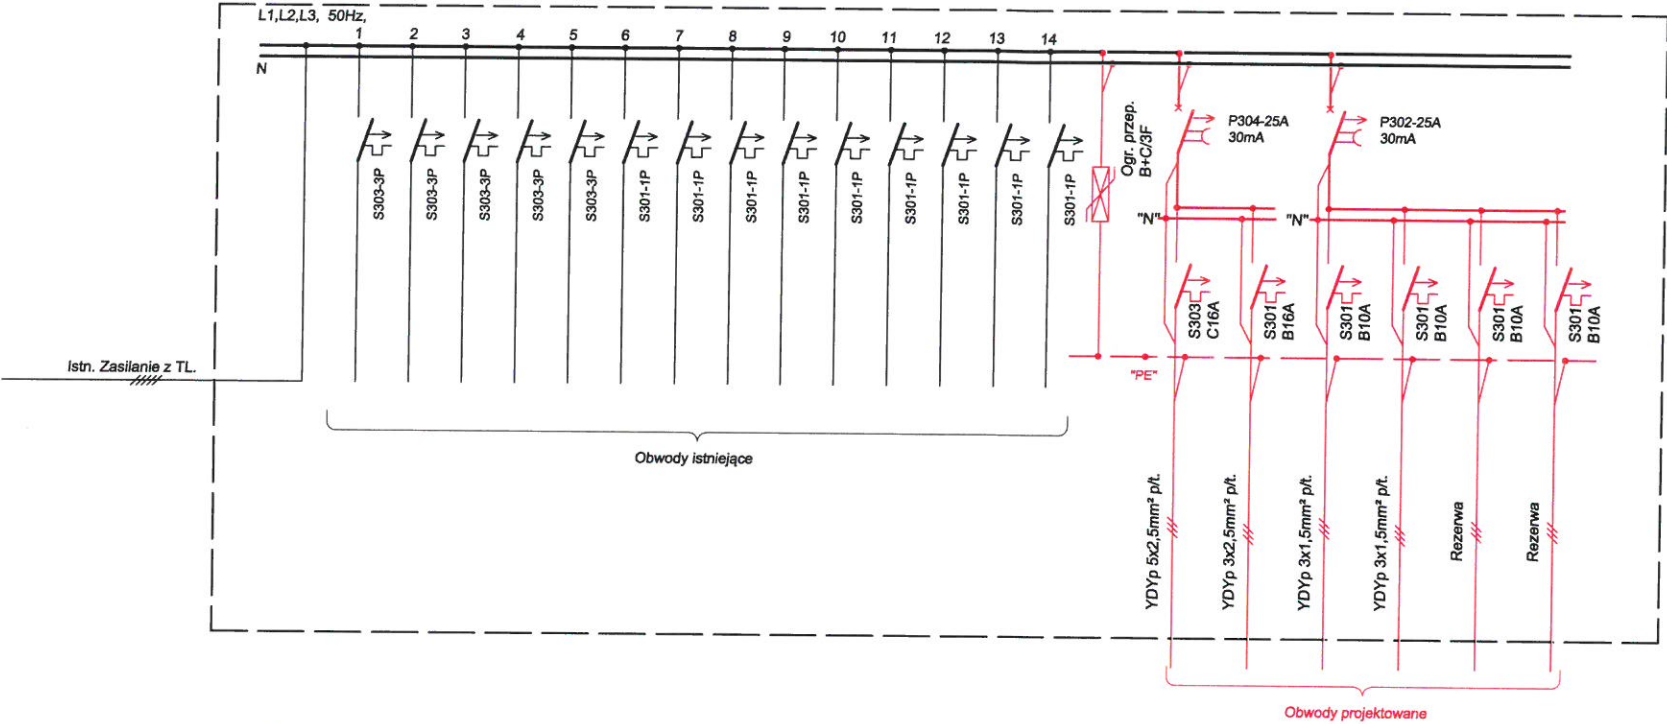 L1,L2,L3, 50Hz,
1 2 3 4 5 6 7 8 9 10 11 12 13 14
N
S303-3P
S303-3P
S303-3P
S303-3P
S303-3P
S301-1P
S301-1P
S301-1P
S301-1P
S301-1P
S301-1P
S301-1P
S301-1P
S301-1P
Ogr. przep.
B+C/3F
P304-25A
30mA
P302-25A
30mA
"N"
"N"
S303
C16A
S301
B16A
S301
B10A
S301
B10A
S301
B10A
S301
B10A
"PE"
Istn. Zasilanie z TL.
Obwody istniejące
YDYp 5x2,5mm² p/t.
YDYp 3x2,5mm² p/t.
YDYp 3x1,5mm² p/t.
YDYp 3x1,5mm² p/t.
Rezerwa
Rezerwa
Obwody projektowane